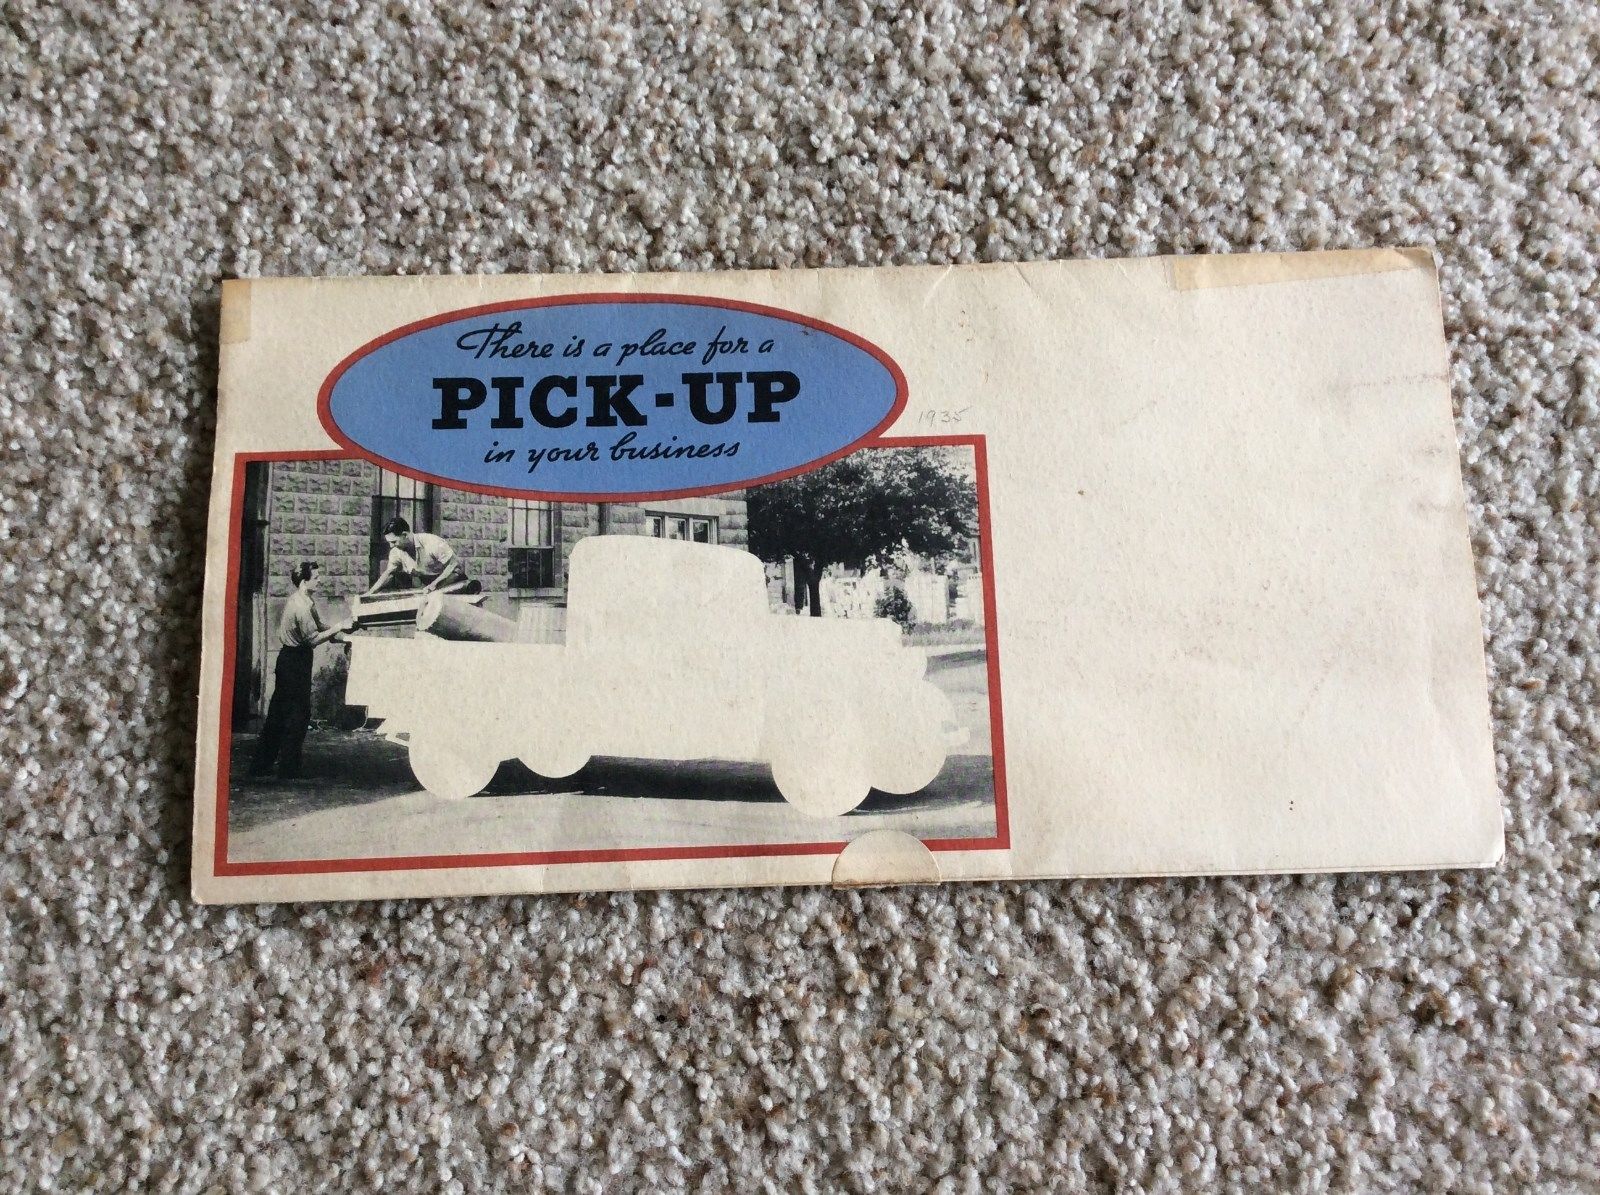 There is a place for a
PICK-UP
in your business
1935